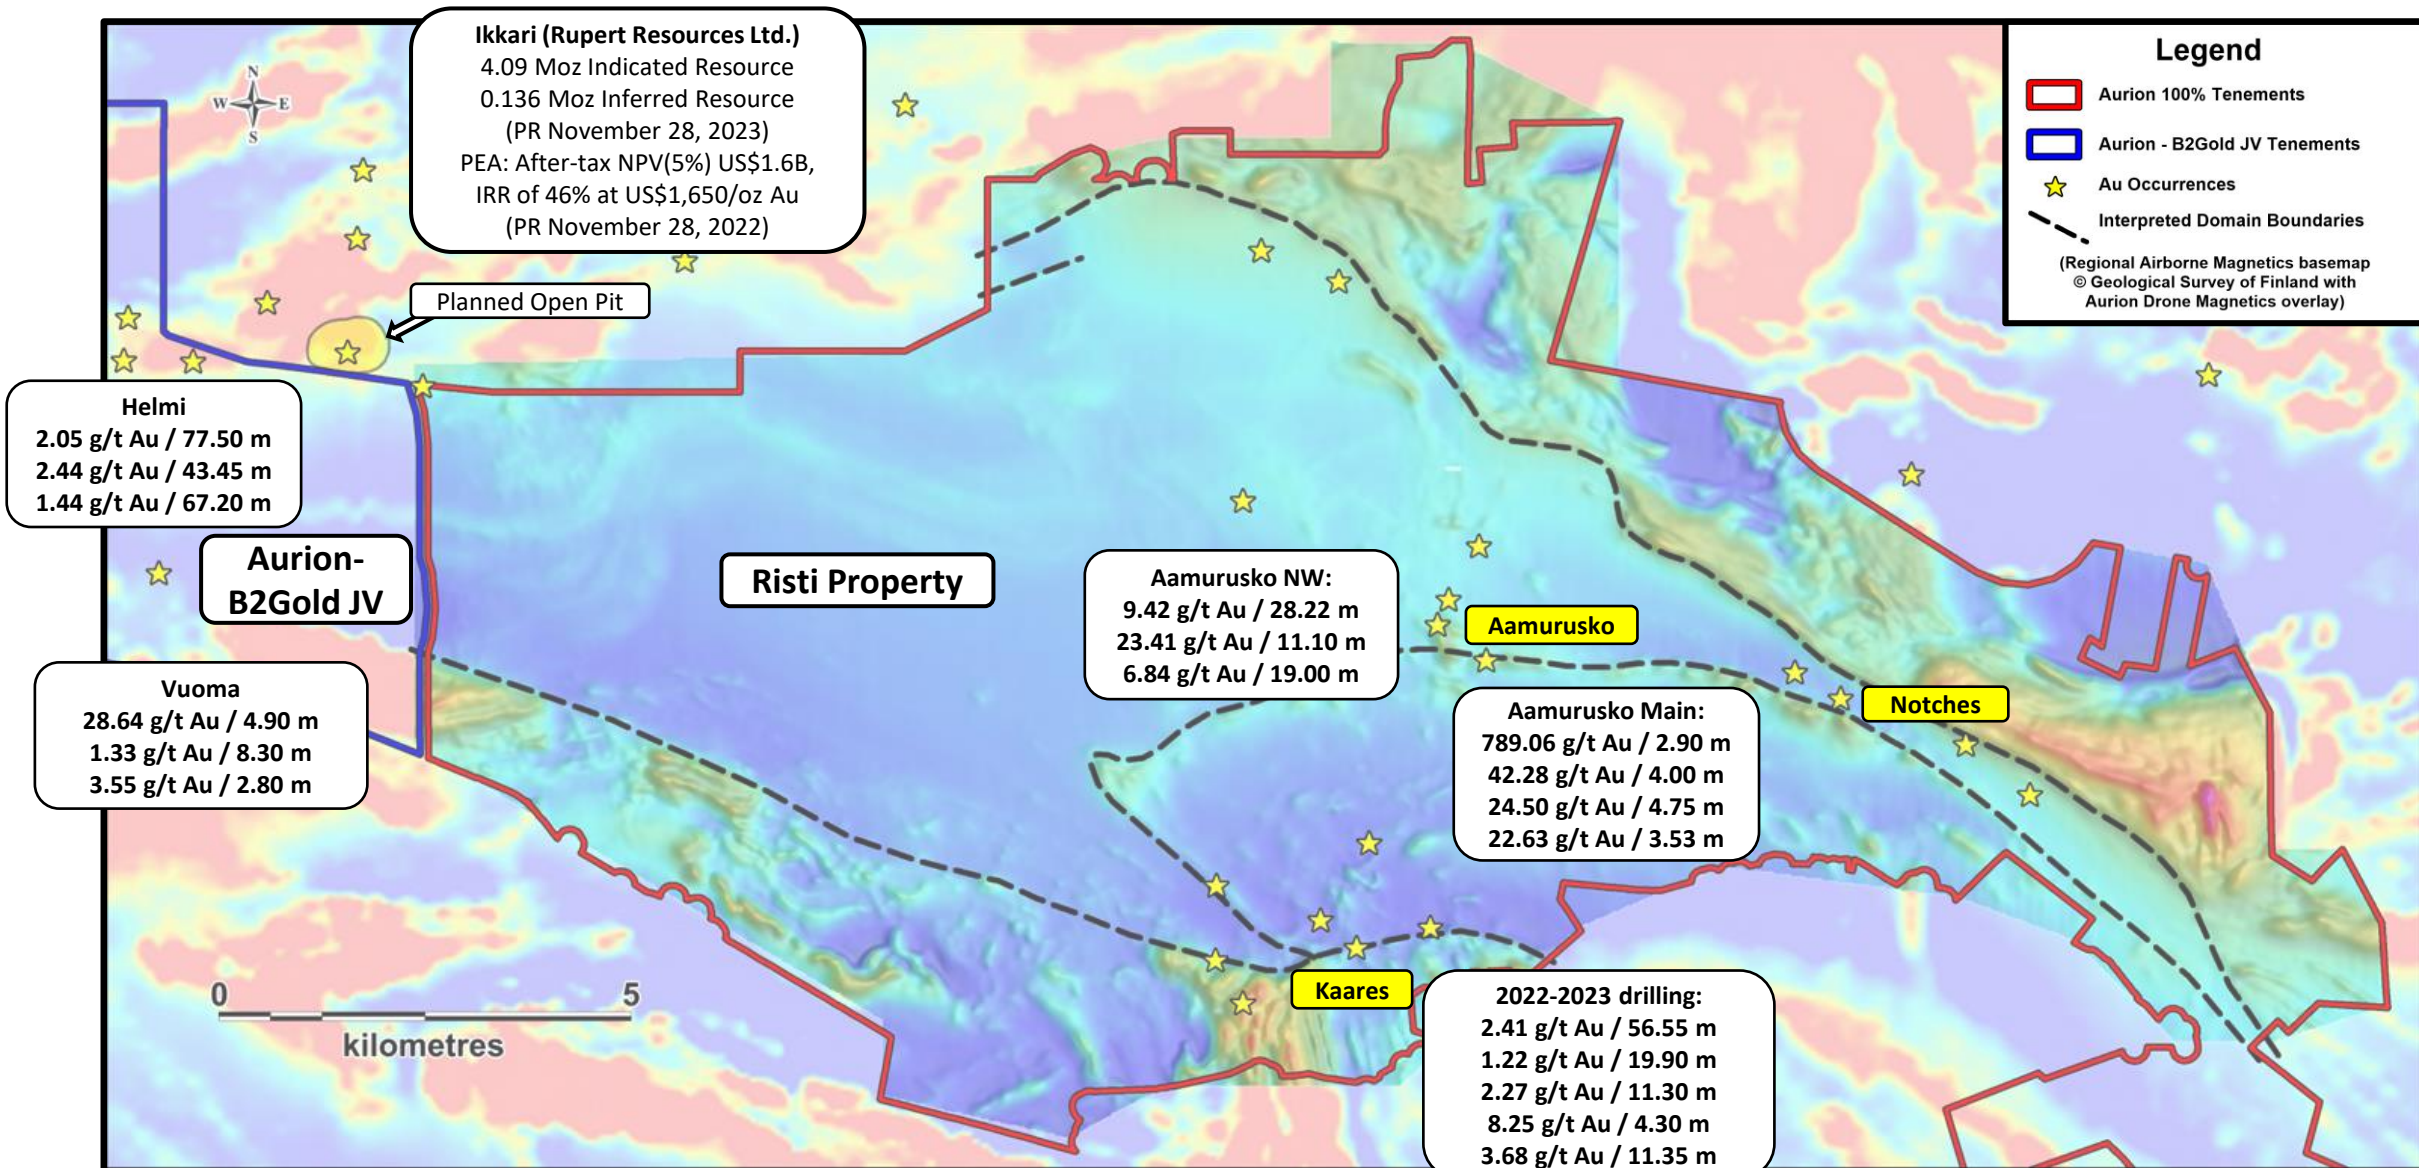 Ikkari (Rupert Resources Ltd.)
4.09 Moz Indicated Resource
0.136 Moz Inferred Resource
(PR November 28, 2023)
PEA: After-tax NPV(5%) US$1.6B,
IRR of 46% at US$1,650/oz Au
(PR November 28, 2022)
N
W
E
S
Legend
Aurion 100% Tenements
Aurion - B2Gold JV Tenements
Au Occurrences
Interpreted Domain Boundaries
(Regional Airborne Magnetics basemap
© Geological Survey of Finland with
Aurion Drone Magnetics overlay)
Planned Open Pit
Helmi
2.05 g/t Au / 77.50 m
2.44 g/t Au / 43.45 m
1.44 g/t Au / 67.20 m
Aurion-
B2Gold JV
Risti Property
Aamurusko NW:
9.42 g/t Au / 28.22 m
23.41 g/t Au / 11.10 m
6.84 g/t Au / 19.00 m
Aamurusko
Vuoma
28.64 g/t Au / 4.90 m
1.33 g/t Au / 8.30 m
3.55 g/t Au / 2.80 m
Notches
Aamurusko Main:
789.06 g/t Au / 2.90 m
42.28 g/t Au / 4.00 m
24.50 g/t Au / 4.75 m
22.63 g/t Au / 3.53 m
Kaares
2022-2023 drilling:
2.41 g/t Au / 56.55 m
1.22 g/t Au / 19.90 m
2.27 g/t Au / 11.30 m
8.25 g/t Au / 4.30 m
3.68 g/t Au / 11.35 m
0 5
kilometres